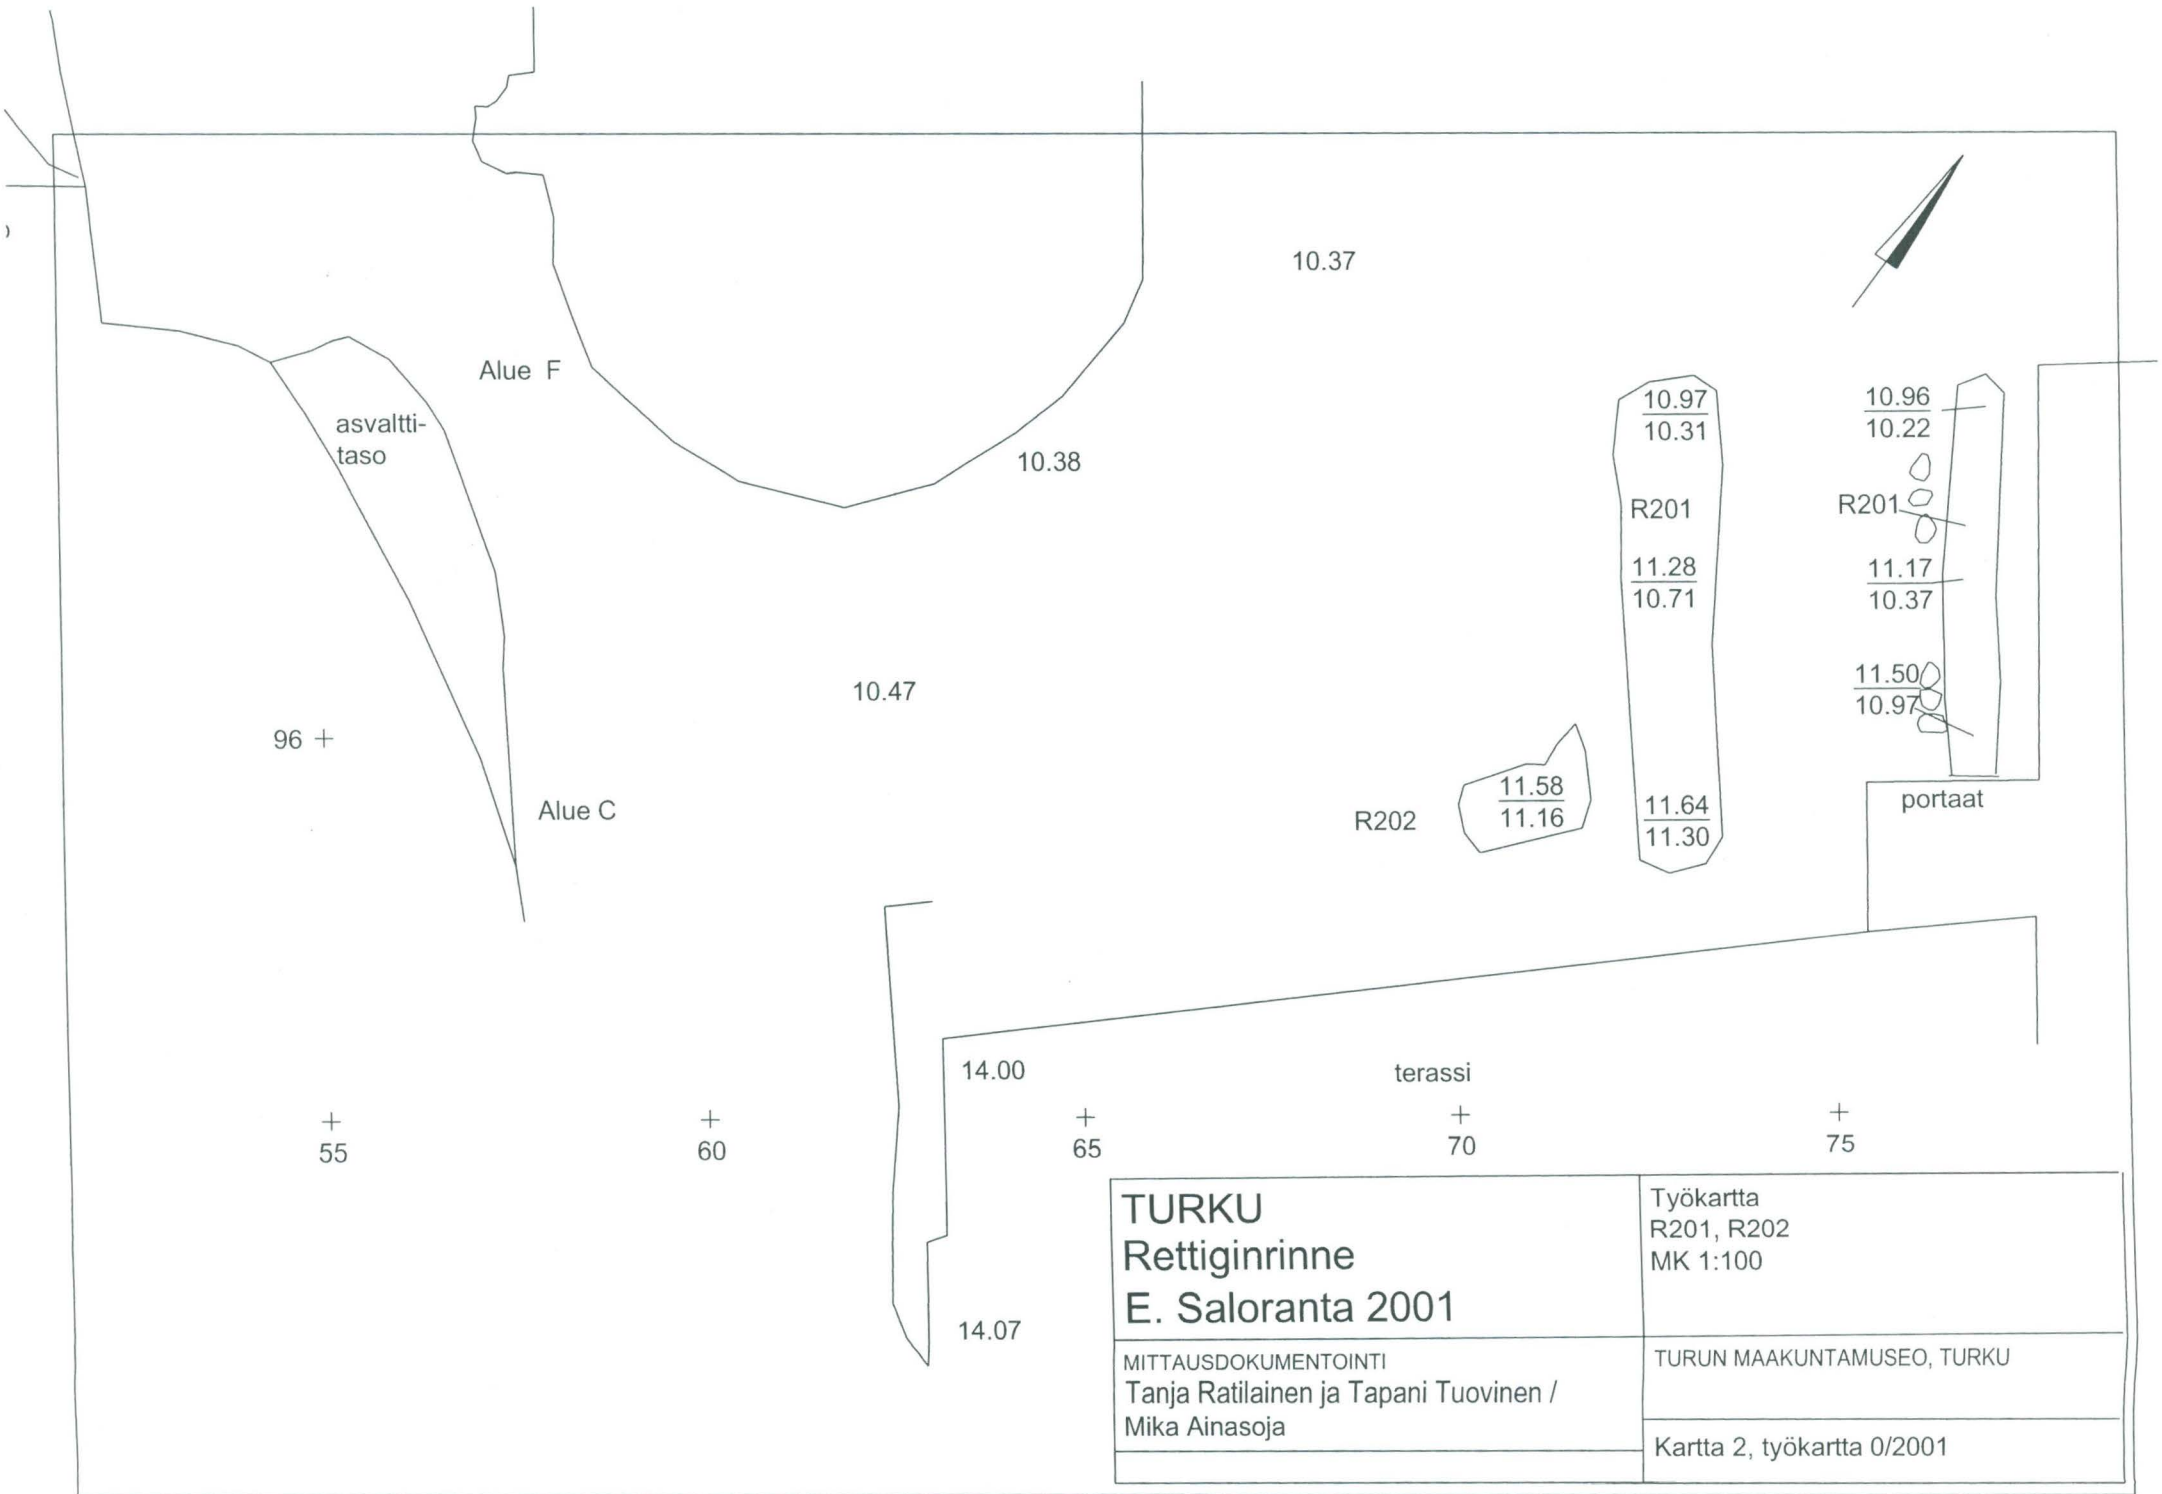 )
10.37
Alue F
asvaltti-
taso
10.38
10.97
10.31
R201
11.28
10.71
11.64
11.30
10.96
10.22
R201
11.17
10.37
11.50
10.97
10.47
96
Alue C
R202
11.58
11.16
portaat
14.00
terassi
55
60
65
70
75
14.07
TURKU
Rettiginrinne
E. Saloranta 2001
Työkartta
R201, R202
MK 1:100
MITTAUSDOKUMENTOINTI
Tanja Ratilainen ja Tapani Tuovinen /
Mika Ainasoja
TURUN MAAKUNTAMUSEO, TURKU
Kartta 2, työkartta 0/2001